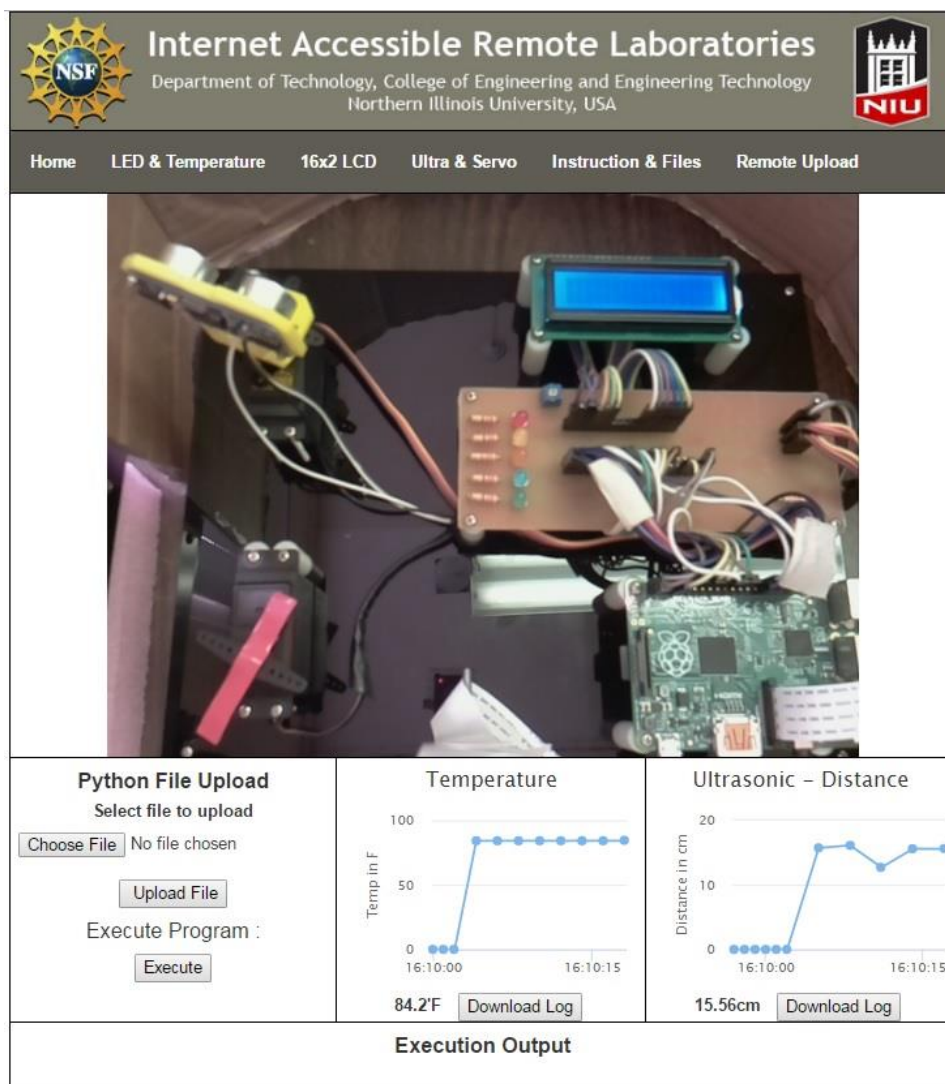 NSF
Internet Accessible Remote Laboratories
Department of Technology, College of Engineering and Engineering Technology
Northern Illinois University, USA
NIU
Home LED & Temperature 16x2 LCD Ultra & Servo Instruction & Files Remote Upload
HDMI
Python File Upload
Select file to upload
Choose File No file chosen
Upload File
Execute Program :
Execute
Temperature
100
50
0
Temp in F
16:10:00 16:10:15
84.2'F Download Log
Ultrasonic – Distance
20
10
0
Distance in cm
16:10:00 16:10:15
15.56cm Download Log
Execution Output